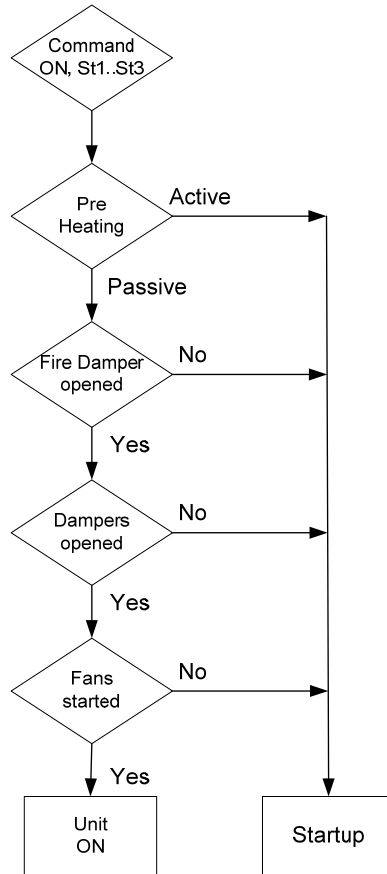 Command
ON, St1..St3
Pre
Heating
Active
Passive
Fire Damper
opened
No
Yes
Dampers
opened
No
Yes
Fans
started
No
Yes
Unit
ON
Startup